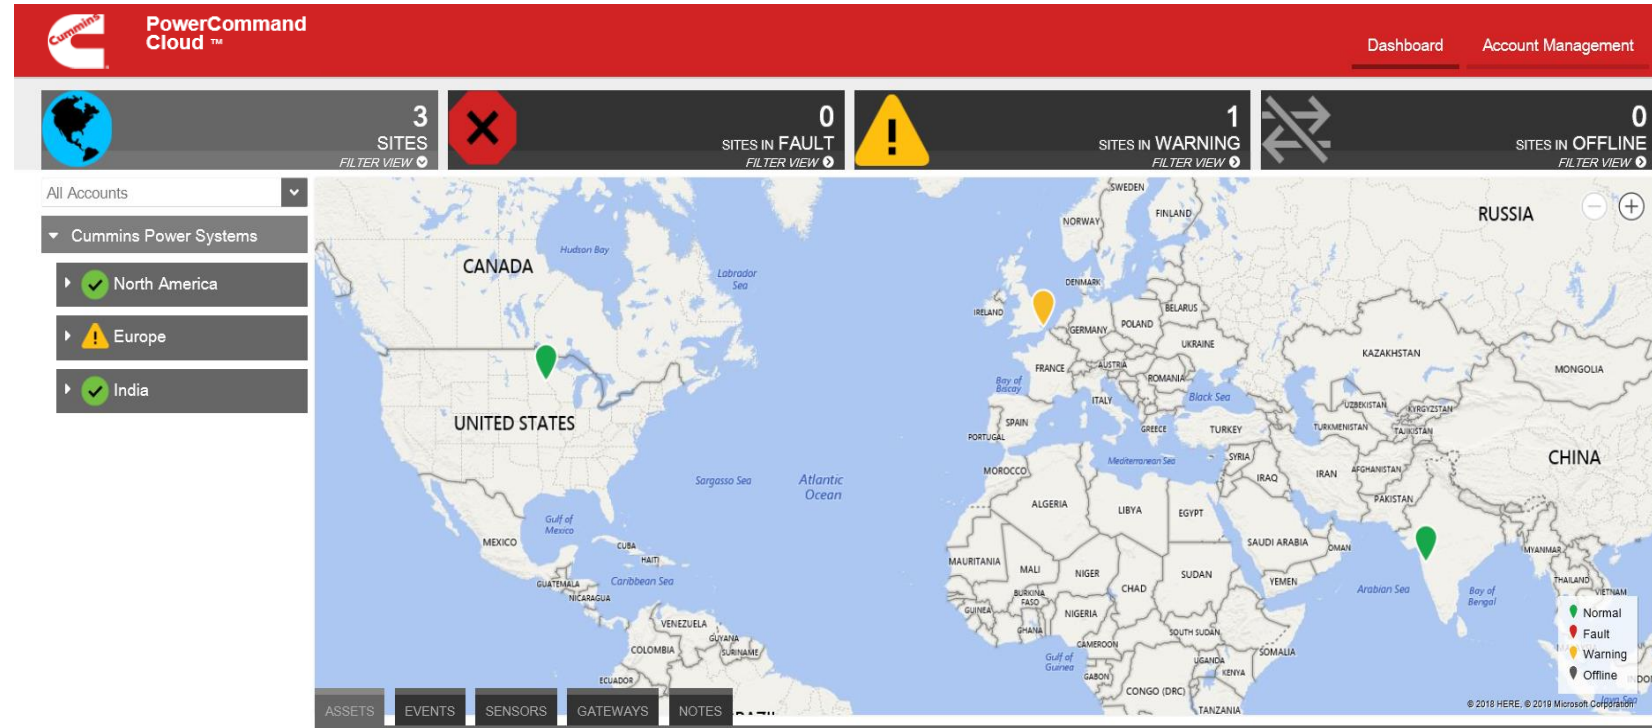 Cummins
PowerCommand
Cloud ™
Dashboard
Account Management
3
SITES
FILTER VIEW
0
SITES IN FAULT
FILTER VIEW
1
SITES IN WARNING
FILTER VIEW
0
SITES IN OFFLINE
FILTER VIEW
All Accounts
Cummins Power Systems
North America
Europe
India
SWEDEN
NORWAY
FINLAND
RUSSIA
Hudson Bay
CANADA
Labrador
Sea
DENMARK
IRELAND
BELARUS
POLAND
GERMANY
UKRAINE
KAZAKHSTAN
FRANCE
AUSTRIA
MONGOLIA
ROMANIA
Bay of
Biscay
ITALY
Black Sea
UZBEKISTAN
KYRGYZSTAN
UNITED STATES
SPAIN
GREECE
TURKEY
TURKMENISTAN
TAJIKISTAN
PORTUGAL
Mediterranean Sea
SYRIA
CHINA
MOROCCO
IRAQ
IRAN
AFGHANISTAN
Sargasso Sea
Atlantic
Ocean
PAKISTAN
ALGERIA
LIBYA
EGYPT
Gulf of
Mexico
MEXICO
CUBA
SAUDI ARABIA
OMAN
MYANMAR
HAITI
MAURITANIA
MALI
NIGER
SUDAN
YEMEN
GUATEMALA
Caribbean Sea
CHAD
Arabian Sea
Bay of
Bengal
THAILAND
VIETNAM
NICARAGUA
BURKINA
FASO
GUINEA
NIGERIA
Normal
VENEZUELA
GHANA
SOUTH SUDAN
Fault
GUYANA
CAMEROON
COLOMBIA
SURINAME
SOMALIA
Warning
Gulf of
Guinea
UGANDA
KENYA
GABON
Offline
ECUADOR
CONGO (DRC)
TANZANIA
Java Sea
© 2018 HERE, © 2019 Microsoft Corporation
ASSETS
EVENTS
SENSORS
GATEWAYS
NOTES